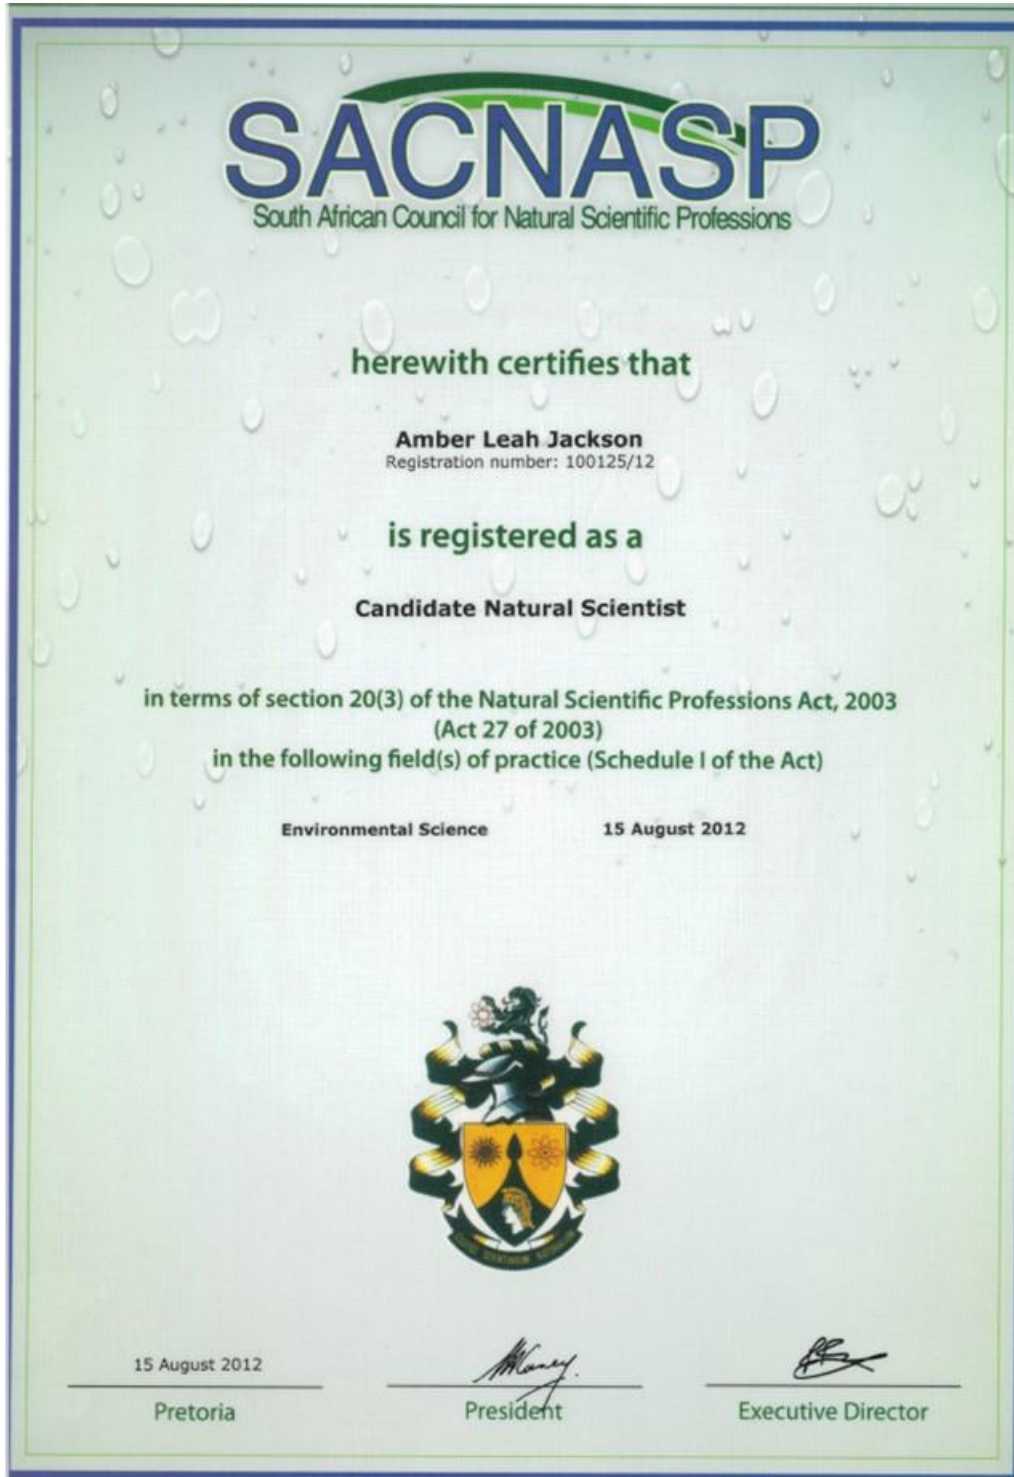 SACNASP
South African Council for Natural Scientific Professions
herewith certifies that
Amber Leah Jackson
Registration number: 100125/12
is registered as a
Candidate Natural Scientist
in terms of section 20(3) of the Natural Scientific Professions Act, 2003
(Act 27 of 2003)
in the following field(s) of practice (Schedule I of the Act)
Environmental Science 15 August 2012
15 August 2012
Pretoria President Executive Director